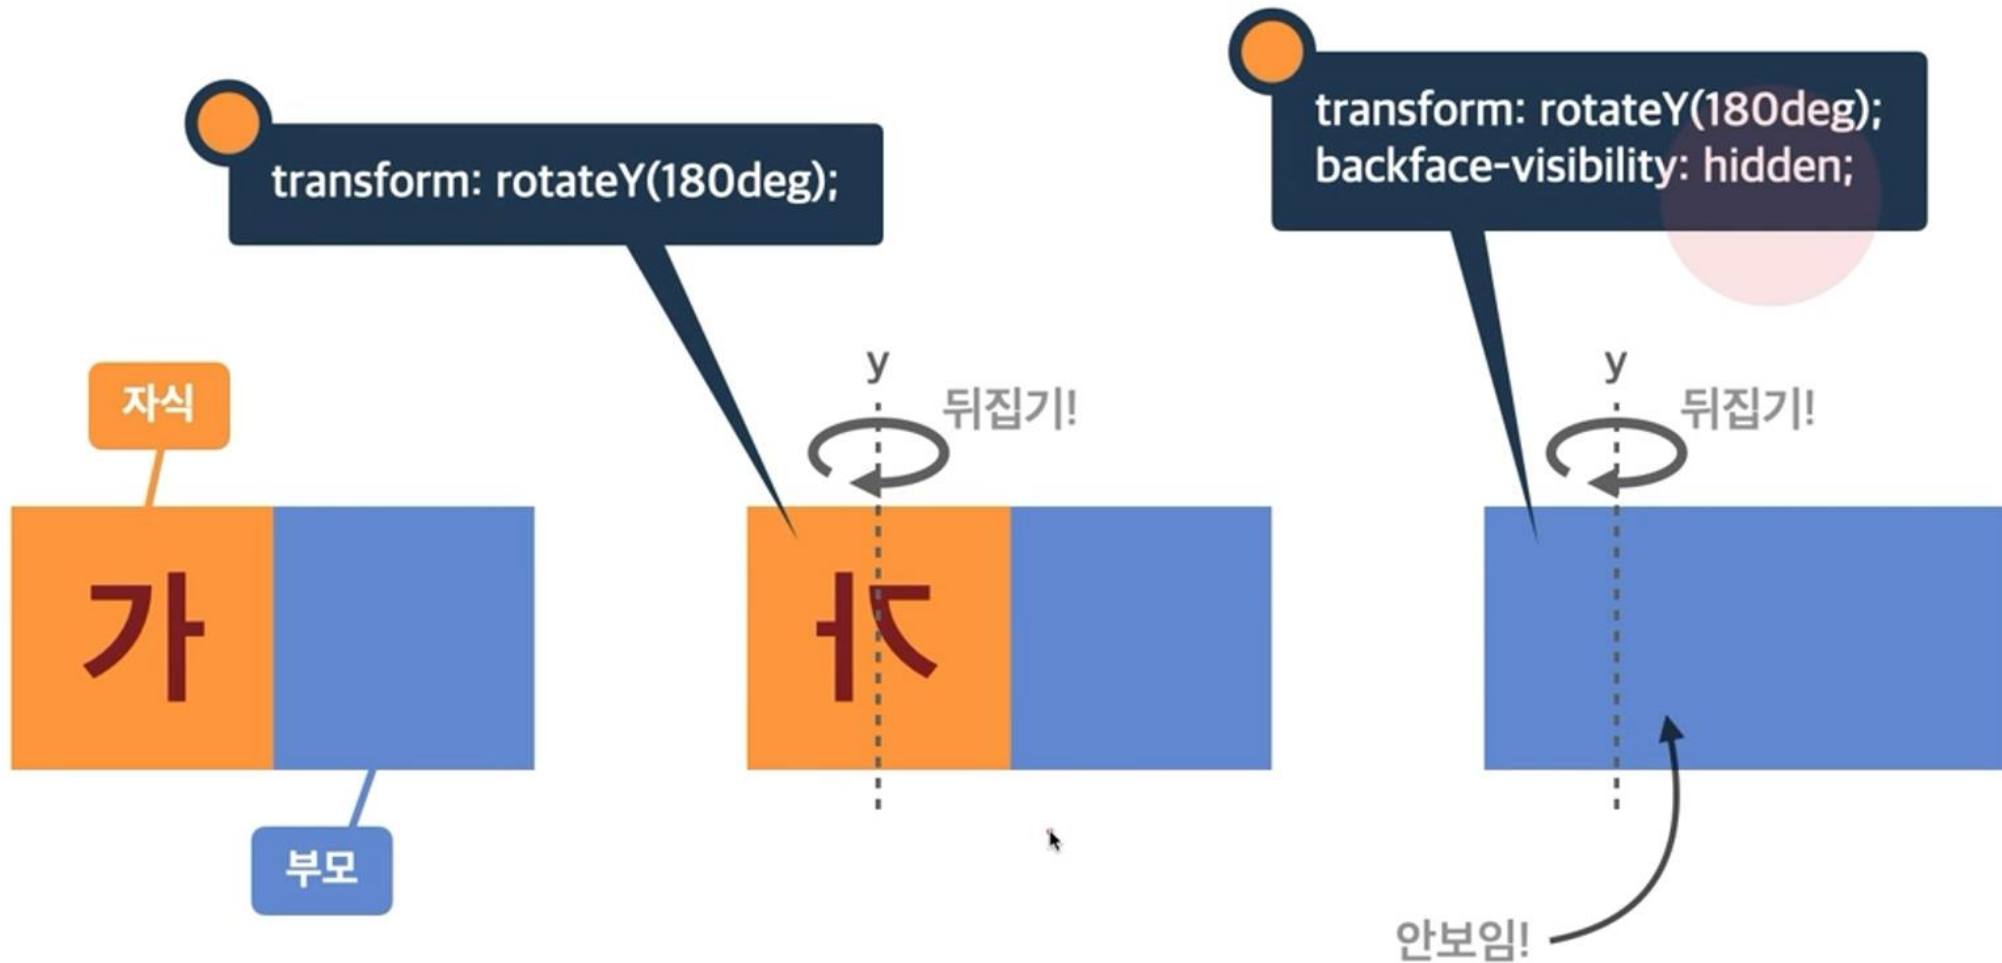 transform: rotateY(180deg);
transform: rotateY(180deg);
backface-visibility: hidden;
자식
가
부모
y
뒤집기!
가
y
뒤집기!
안보임!